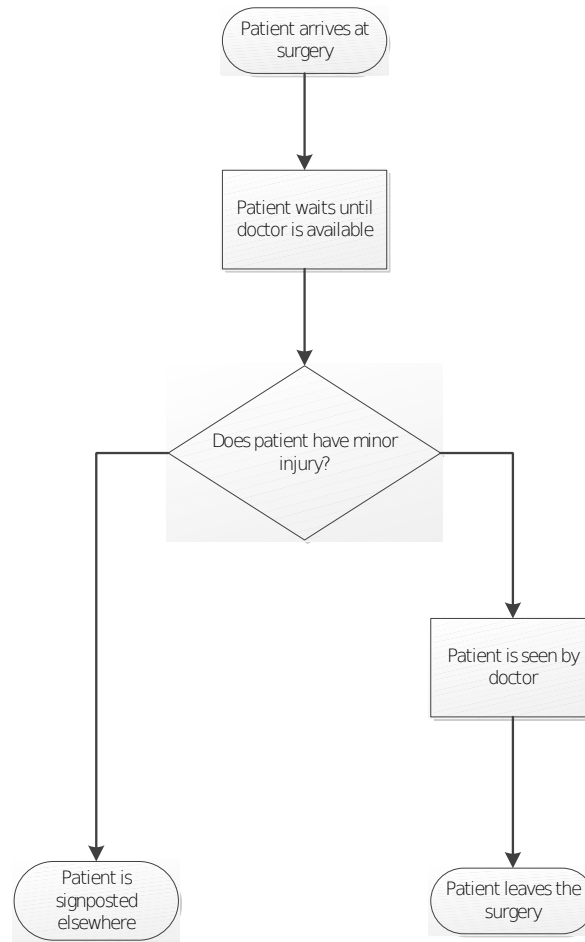 Patient arrives at
surgery
Patient waits until
doctor is available
Does patient have minor
injury?
Patient is seen by
doctor
Patient is
signposted
elsewhere
Patient leaves the
surgery